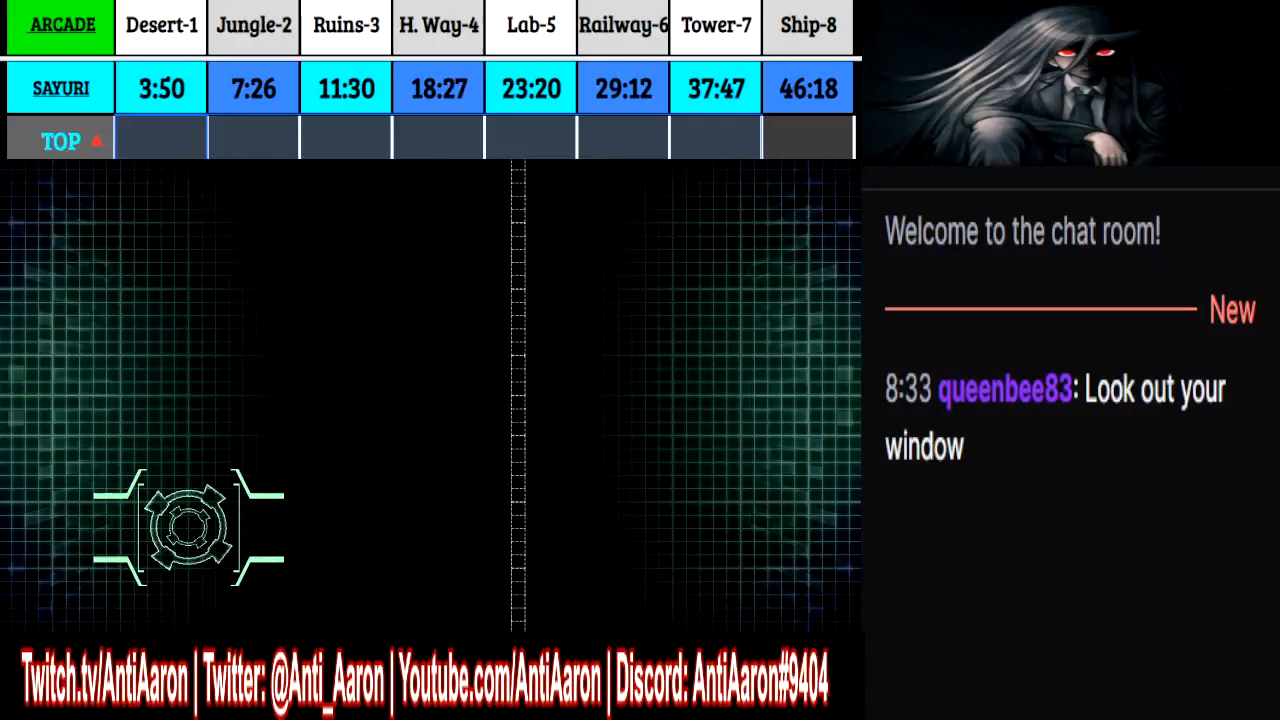 ARCADE Desert-1 Jungle-2 Ruins-3 H. Way-4 Lab-5 Railway-6 Tower-7 Ship-8
SAYURI 3:50 7:26 11:30 18:27 23:20 29:12 37:47 46:18
TOP
Welcome to the chat room!
New
8:33 queenbee83: Look out your
window
Twitch.tv/AntiAaron | Twitter: @Anti_Aaron | Youtube.com/AntiAaron | Discord: AntiAaron#9404